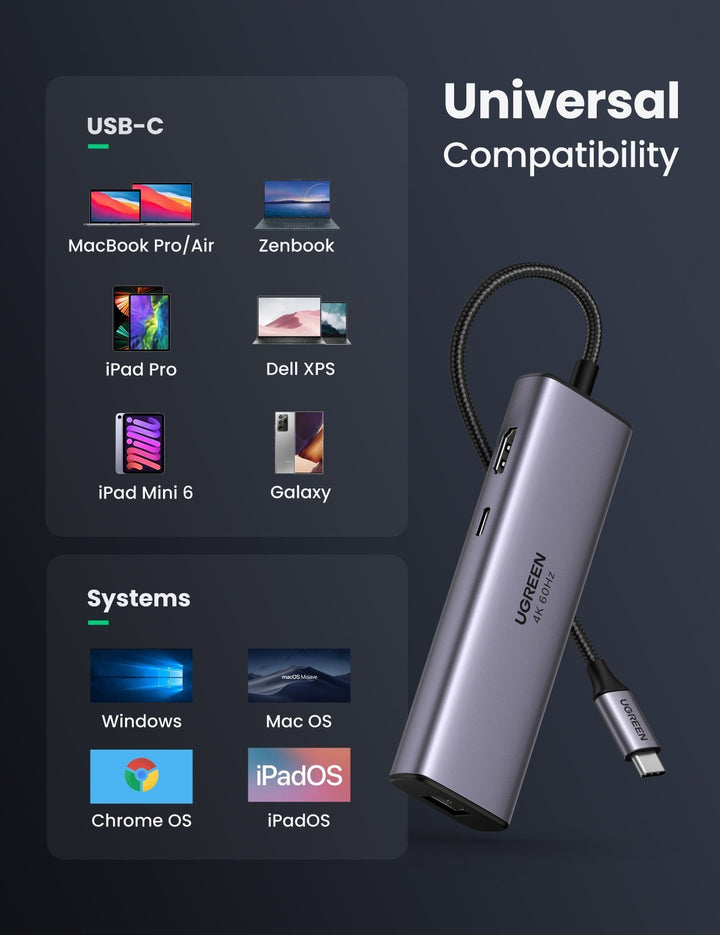 Universal
Compatibility
USB-C
MacBook Pro/Air
Zenbook
iPad Pro
Dell XPS
iPad Mini 6
Galaxy
Systems
macOS Mojave
Windows
Mac OS
iPadOS
Chrome OS
iPadOS
UGREEN
4K 60Hz
UGREEN